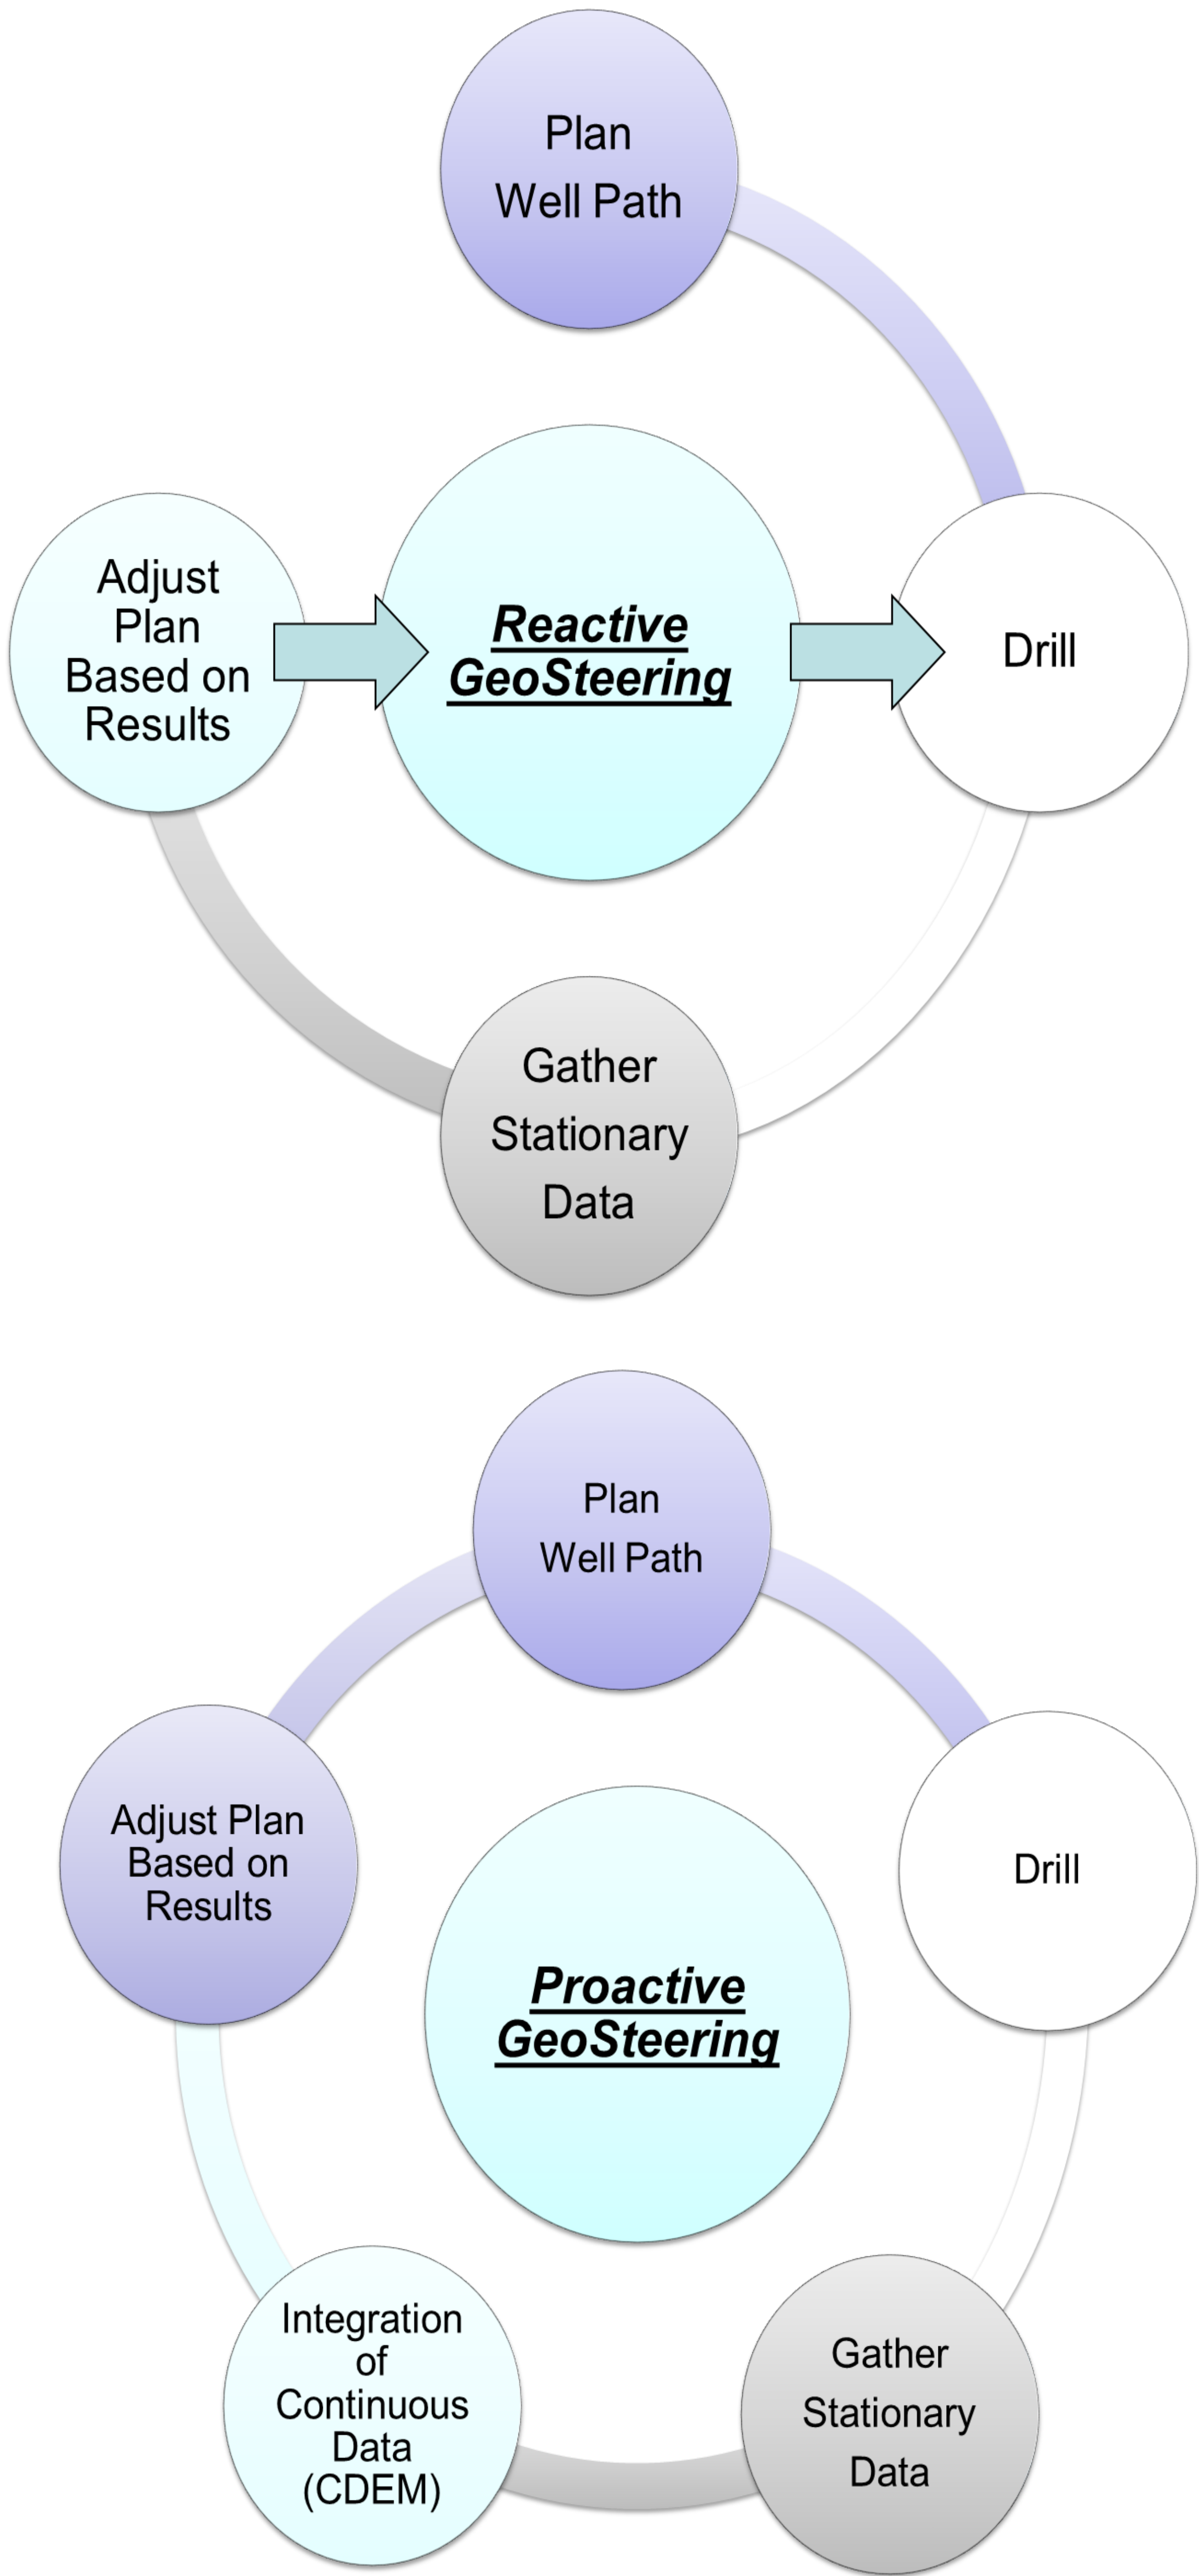 Plan
Well Path
Adjust
Plan
Based on
Results
Reactive
GeoSteering
Drill
Gather
Stationary
Data
Plan
Well Path
Adjust Plan
Based on
Results
Drill
Proactive
GeoSteering
Integration
of
Continuous
Data
(CDEM)
Gather
Stationary
Data